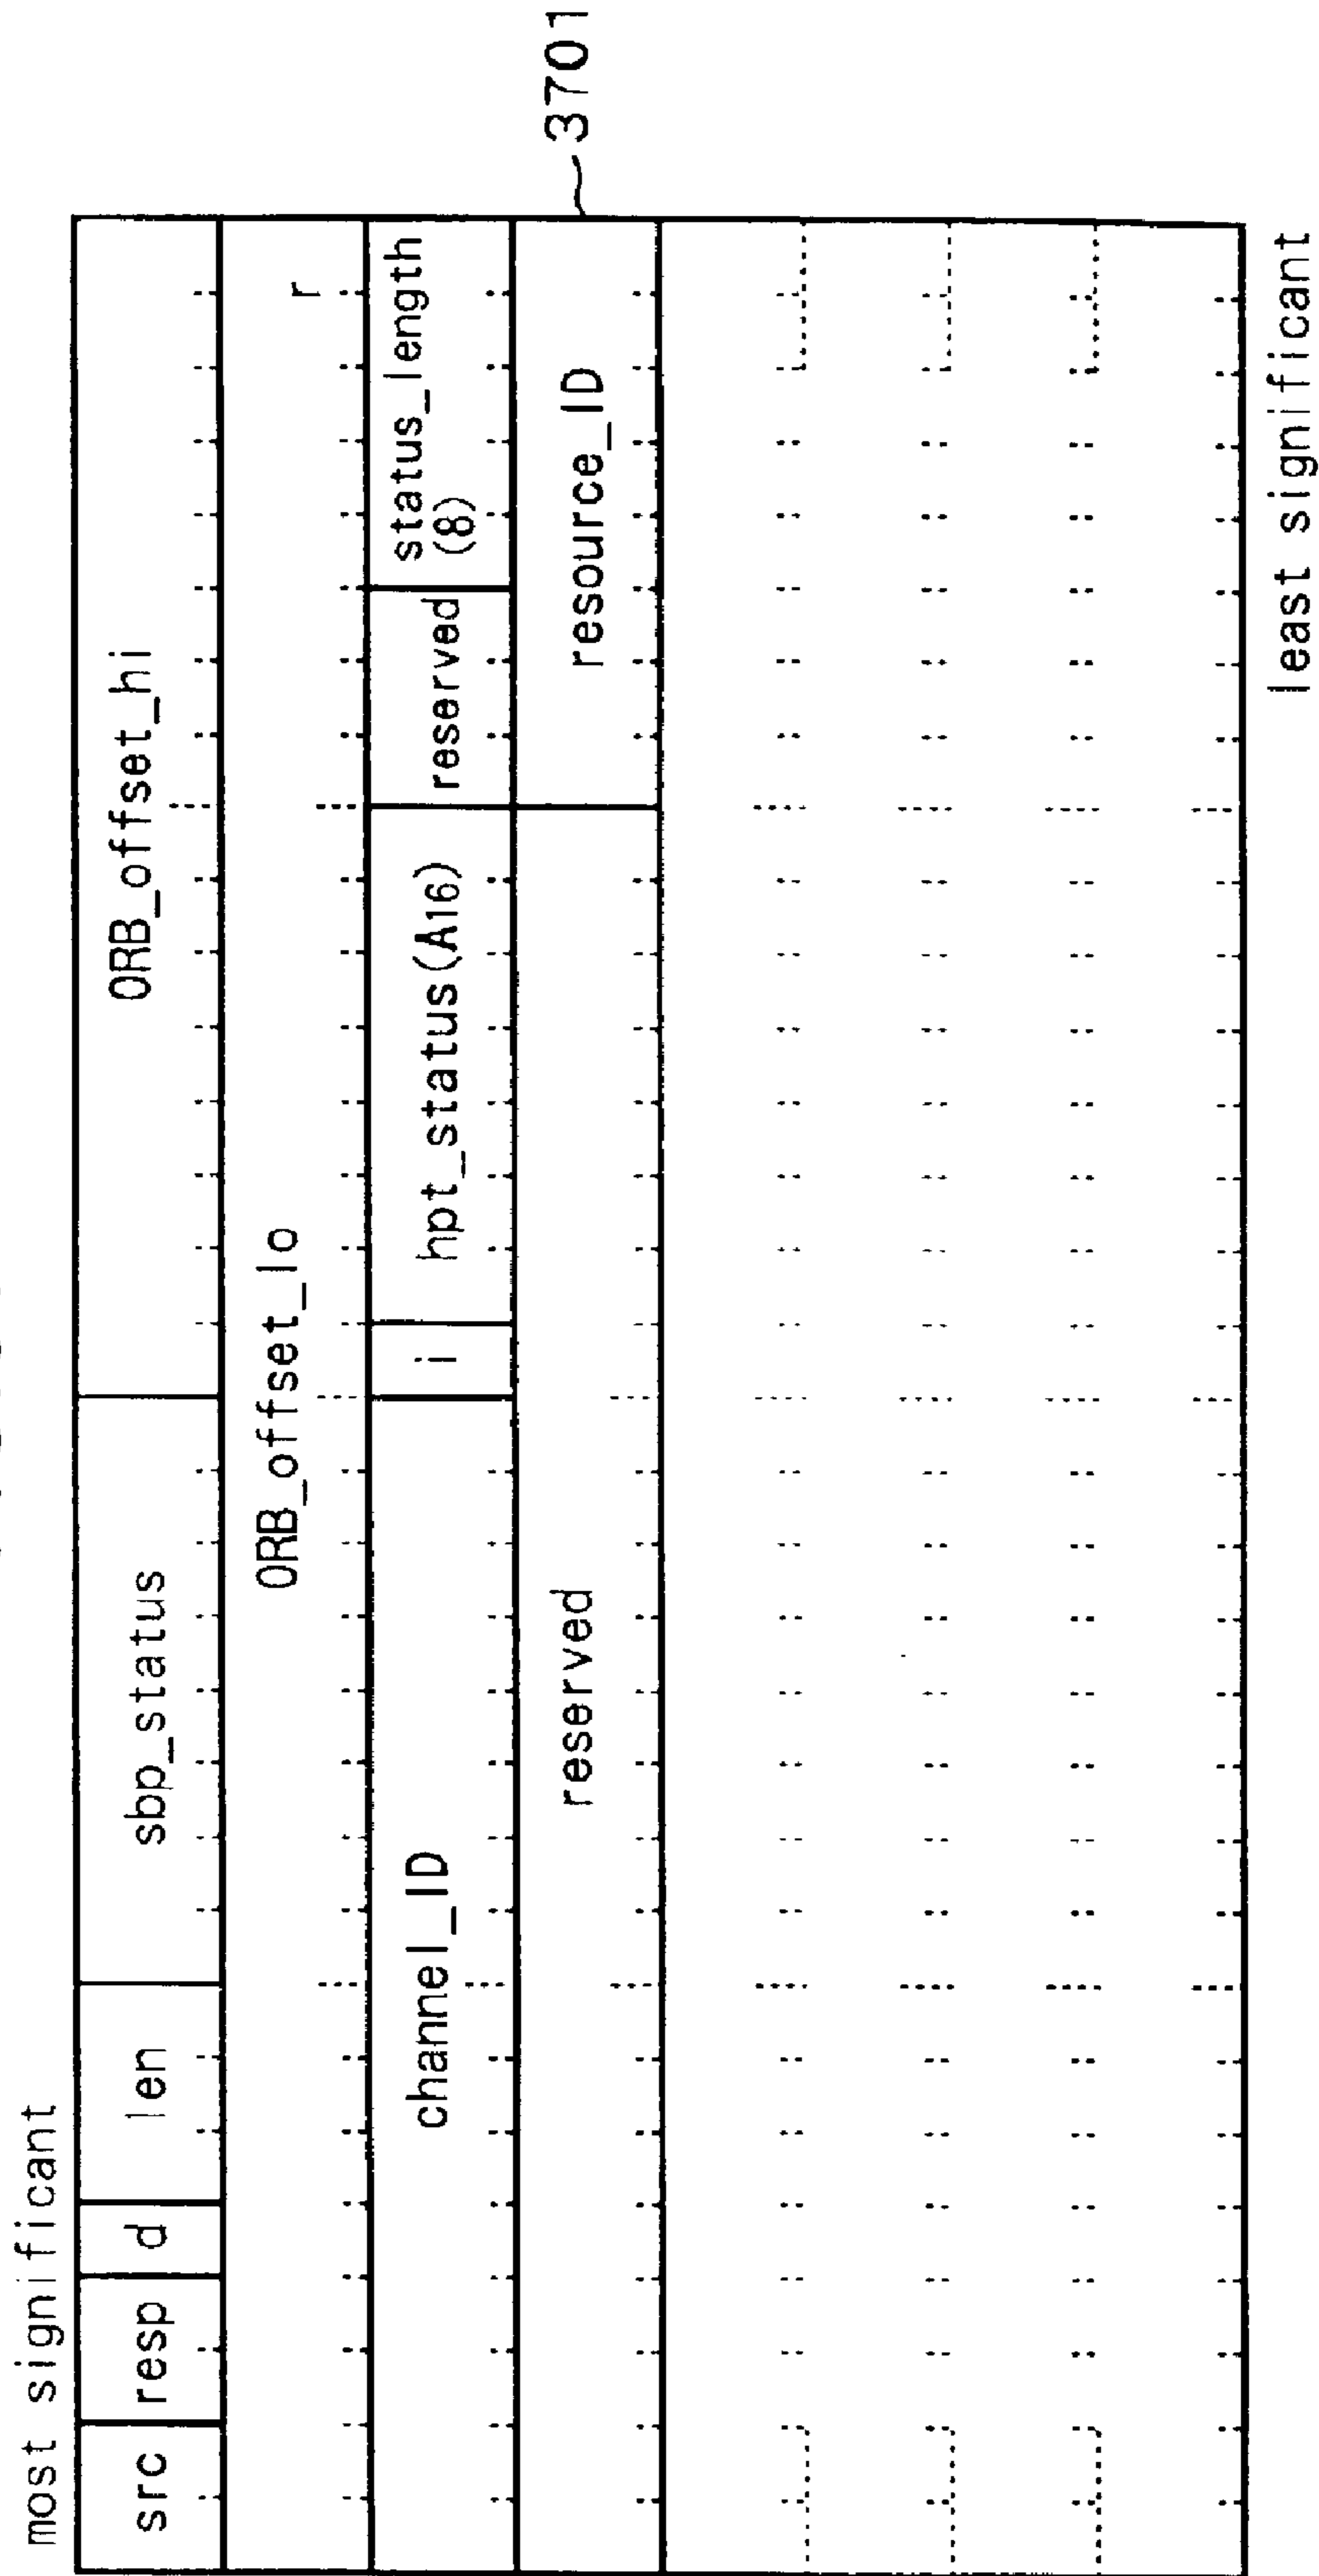 most significant
src resp d len sbp_status ORB_offset_hi
ORB_offset_lo r
channel_ID i hpt_status(A16) reserved status_length
(8)
reserved resource_ID 3701
least significant